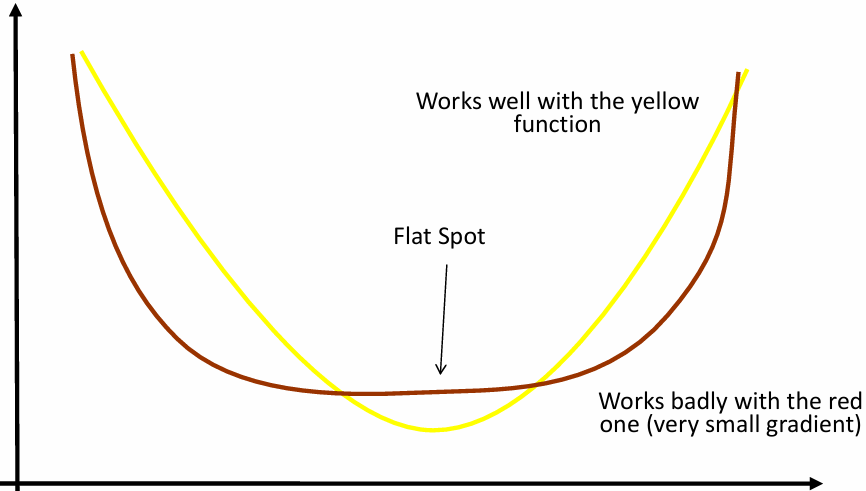 Works well with the yellow
function
Flat Spot
Works badly with the red
one (very small gradient)